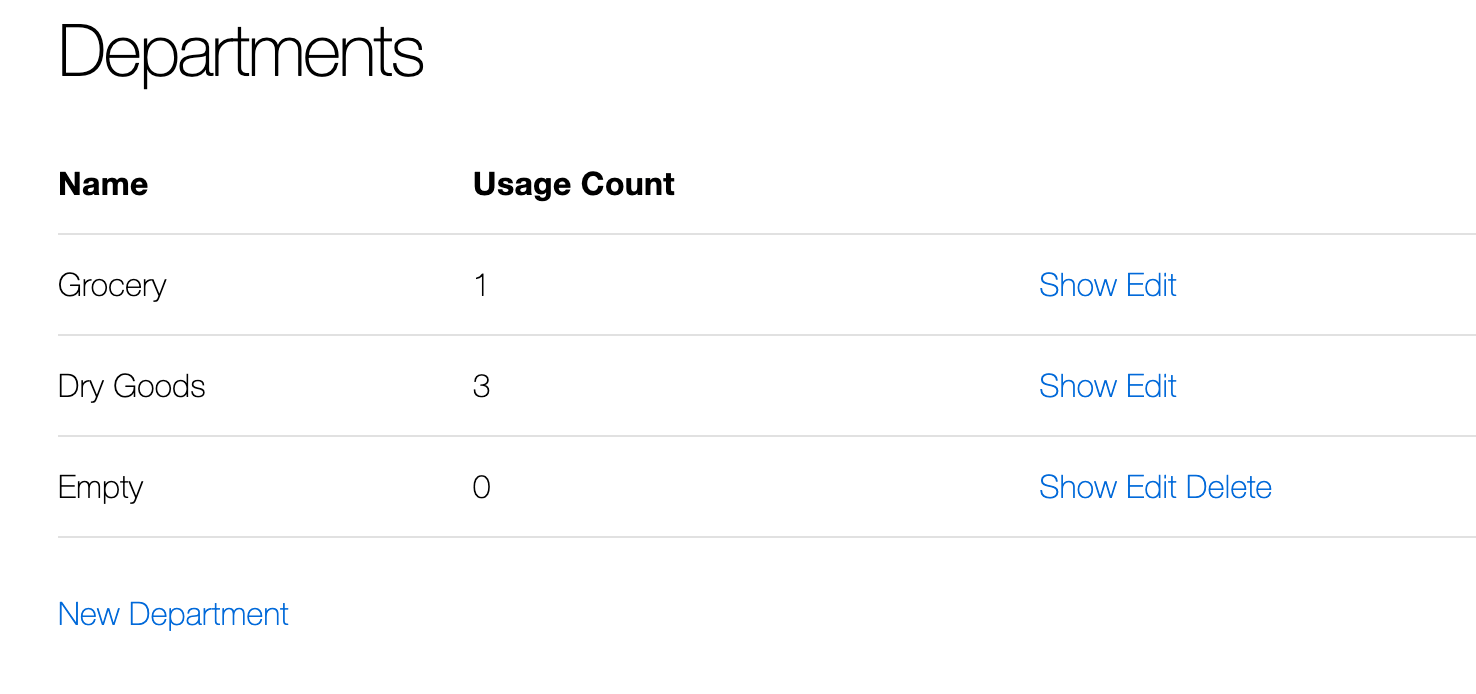 Departments
Name Usage Count
Grocery 1 Show Edit
Dry Goods 3 Show Edit
Empty 0 Show Edit Delete
New Department